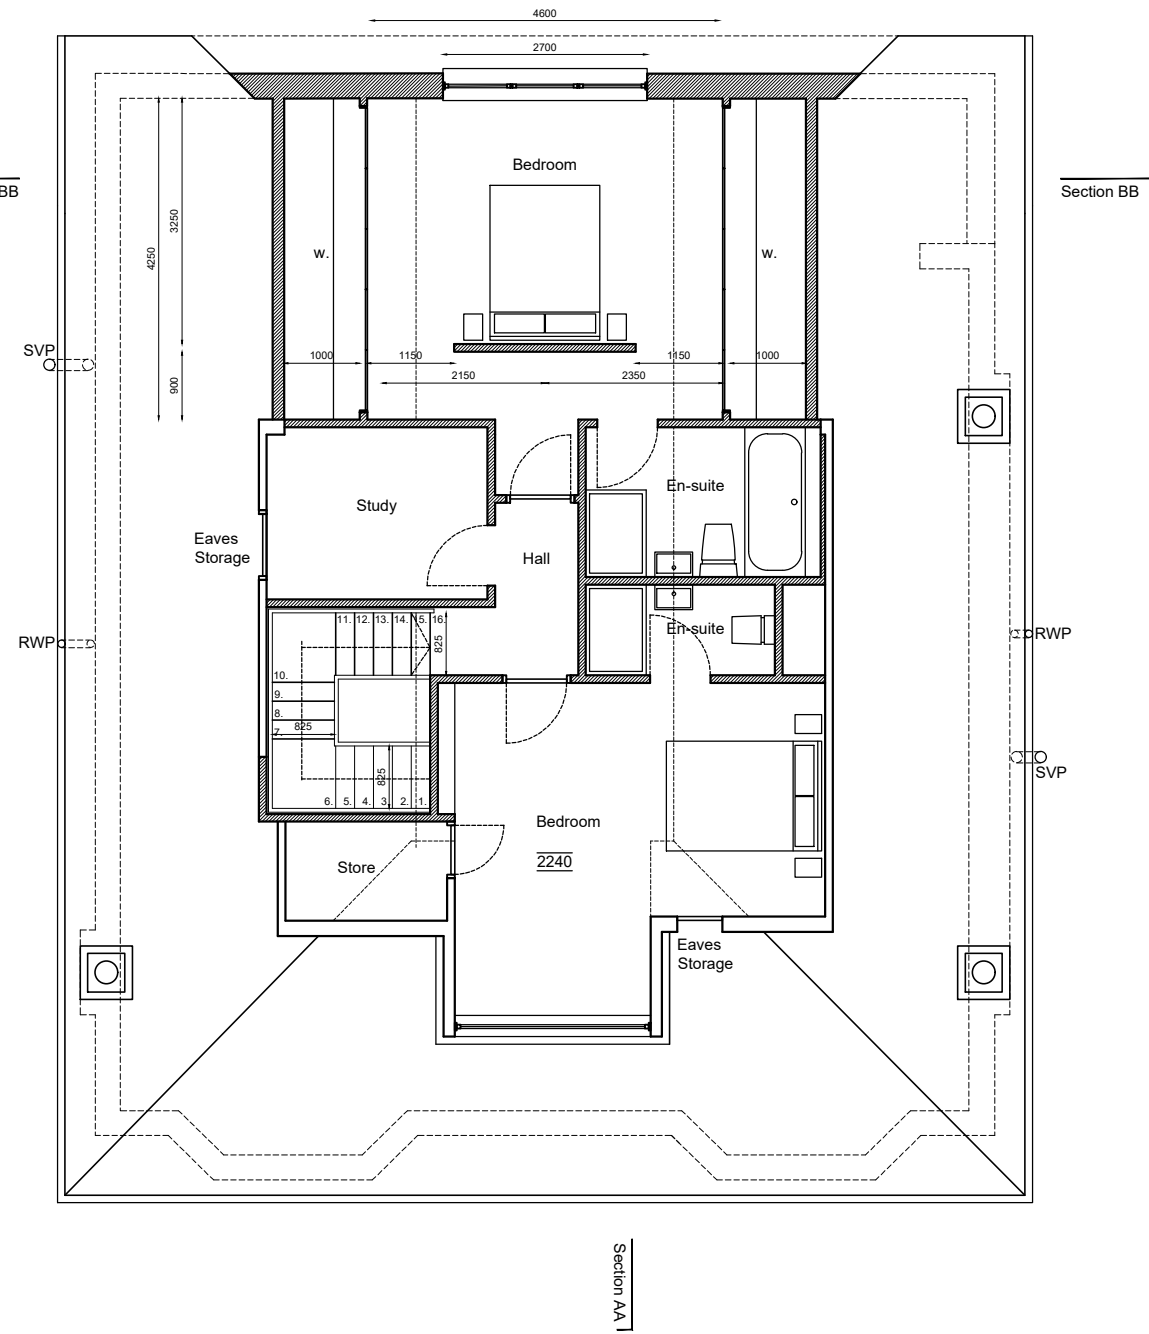 4600
2700
Bedroom
BB
Section BB
3250
4250
w.
w.
SVP
1000
1150
1150
1000
2150
2350
900
Study
En-suite
Eaves
Storage
Hall
RWP
11.
12.
13.
14.
5.
16.
825
En-suite
RWP
10.
9.
8.
7.
825
825
SVP
6.
5.
4.
3.
2.
1.
Bedroom
2240
Store
Eaves
Storage
Section AA